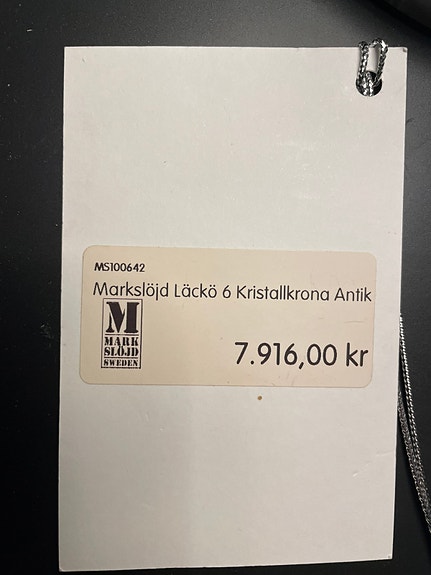 MS100642
Markslöjd Läckö 6 Kristallkrona Antik
M
MARK
SLÖJD
SWEDEN
7.916,00 kr